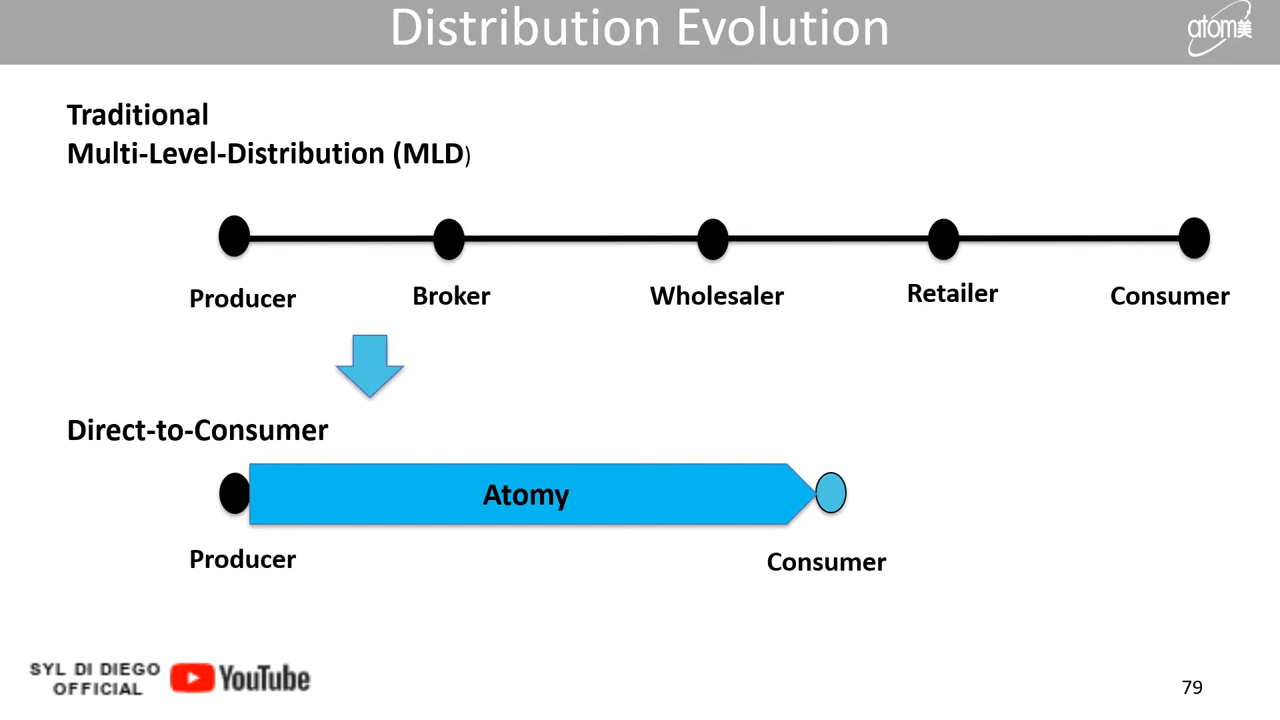 Distribution Evolution
atom美
Traditional
Multi-Level-Distribution (MLD)
Producer
Broker
Wholesaler
Retailer
Consumer
Direct-to-Consumer
Atomy
Producer
Consumer
SYL DI DIEGO
OFFICIAL
YouTube
79